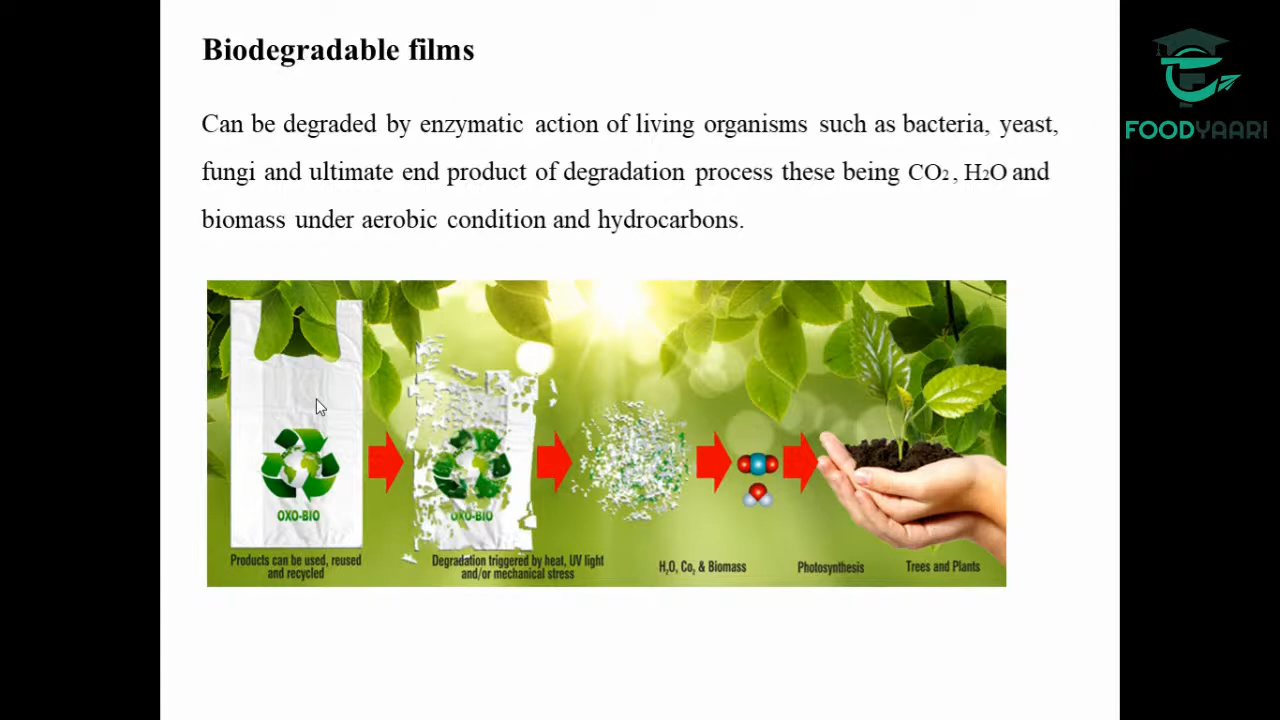 Biodegradable films
FOODYAARI
Can be degraded by enzymatic action of living organisms such as bacteria, yeast,
fungi and ultimate end product of degradation process these being CO₂ , H₂O and
biomass under aerobic condition and hydrocarbons.
OXO-BIO
OXO-BIO
Products can be used, reused
and recycled
Degradation triggered by heat, UV light
and/or mechanical stress
H₂O, Co₂ & Biomass
Photosynthesis
Trees and Plants